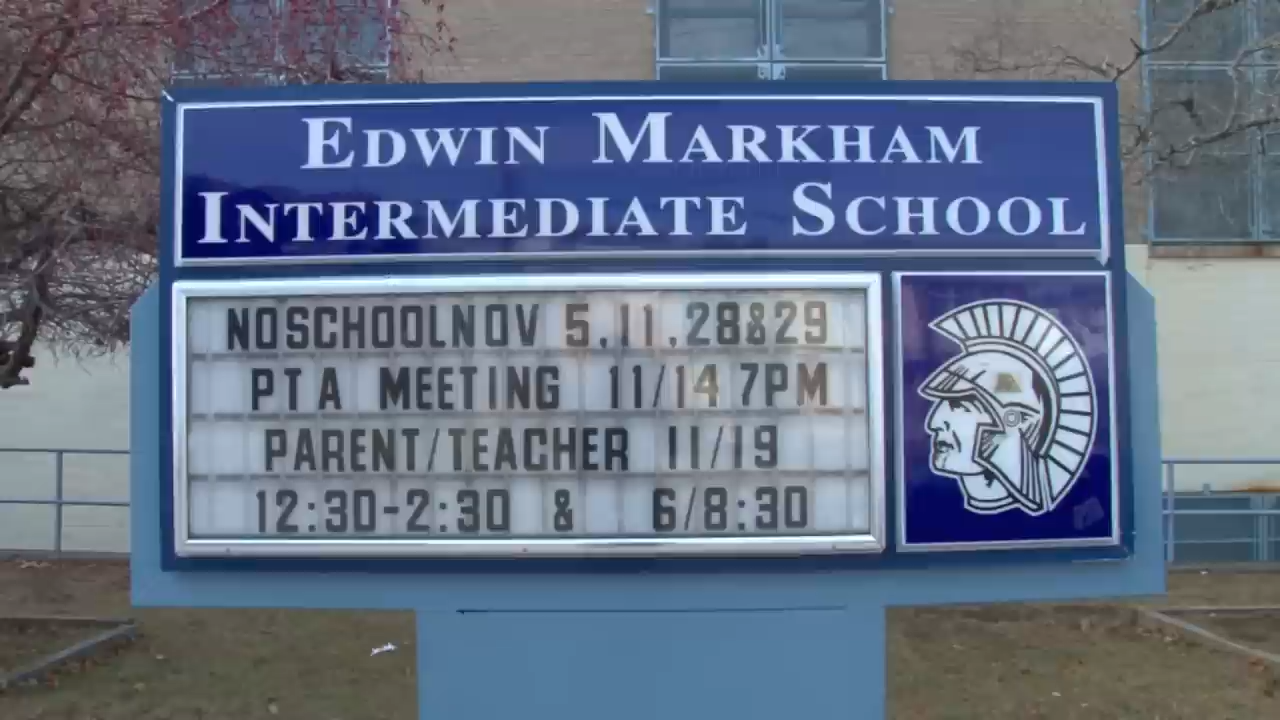 EDWIN MARKHAM
INTERMEDIATE SCHOOL
NOSCHOOLNOV 5,11,28&29
PTA MEETING 11/14 7PM
PARENT/TEACHER 11/19
12:30-2:30 & 6/8:30